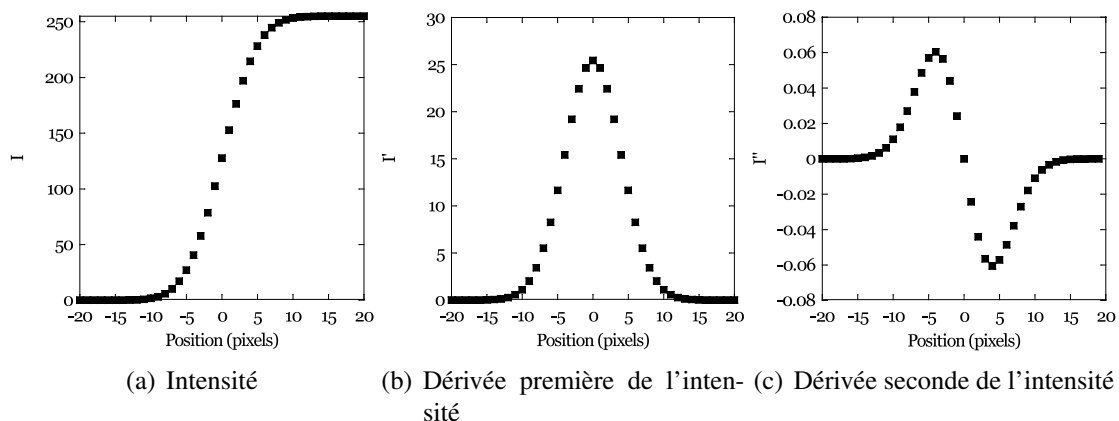 250
200
150
100
50
0
I
-20 -15 -10 -5 0 5 10 15 20
Position (pixels)
(a) Intensité
30
25
20
15
10
5
0
I'
-20 -15 -10 -5 0 5 10 15 20
Position (pixels)
(b) Dérivée première de l'inten-
sité
0.08
0.06
0.04
0.02
0
-0.02
-0.04
-0.06
-0.08
I''
-20 -15 -10 -5 0 5 10 15 20
Position (pixels)
(c) Dérivée seconde de l'intensité